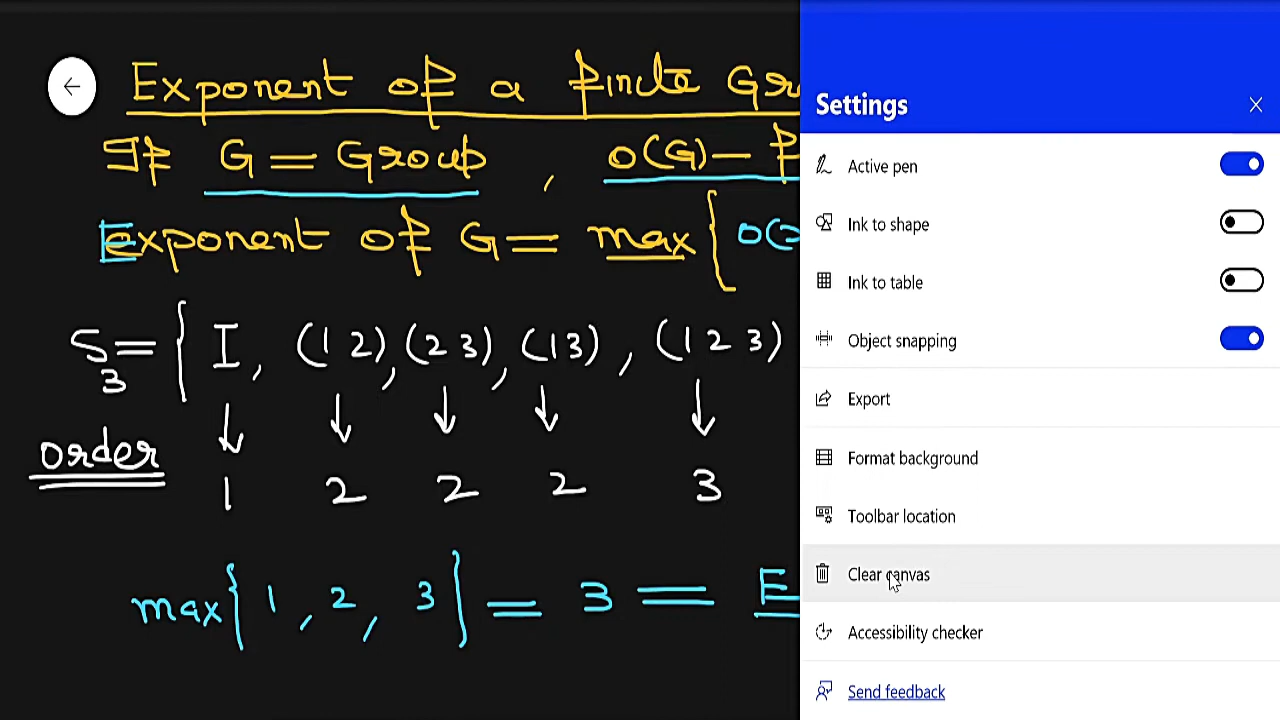 Exponent of a finite Gr
If G = Group , O(G) –
Exponent of G = max { O(
S3 = { I, (1 2), (2 3), (13), (1 2 3)
order 1 2 2 2 3
max{ 1, 2, 3 } = 3 = E
Settings
Active pen
Ink to shape
Ink to table
Object snapping
Export
Format background
Toolbar location
Clear canvas
Accessibility checker
Send feedback